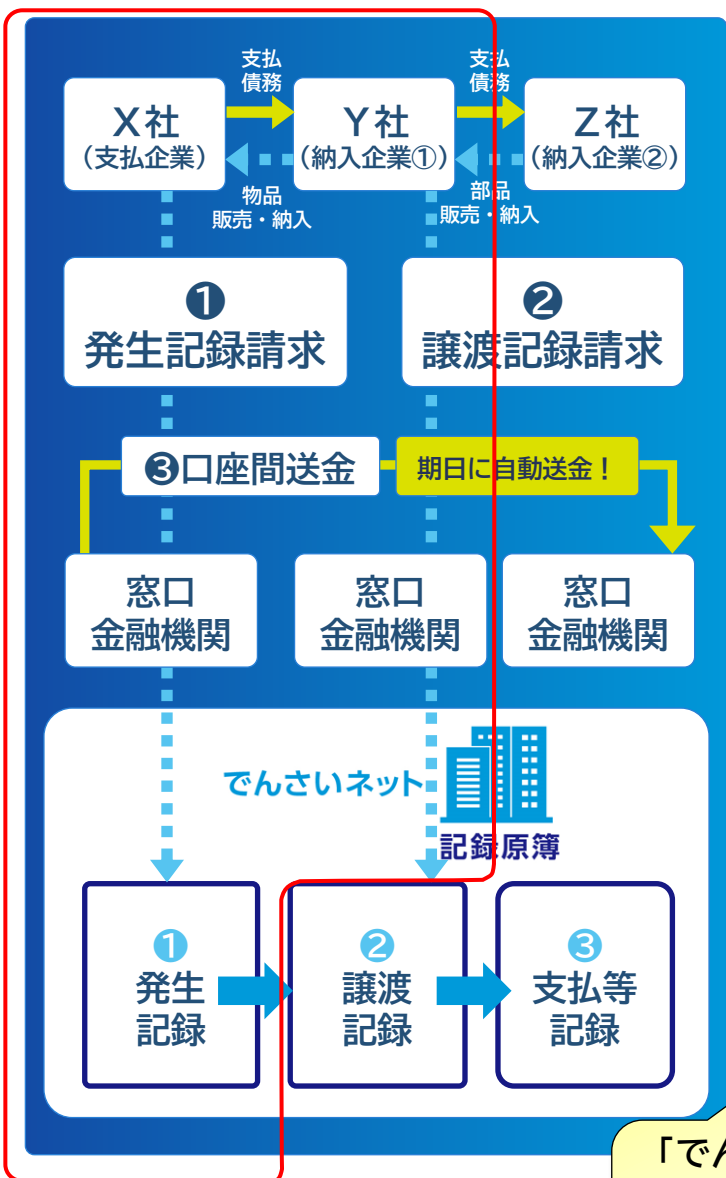 支払
債務
支払
債務
X社
(支払企業)
Y社
(納入企業①)
Z社
(納入企業②)
物品
販売・納入
部品
販売・納入
❶
発生記録請求
❷
譲渡記録請求
❸口座間送金
期日に自動送金！
窓口
金融機関
窓口
金融機関
窓口
金融機関
でんさいネット
記録原簿
❶
発生
記録
❷
譲渡
記録
❸
支払等
記録
「でん